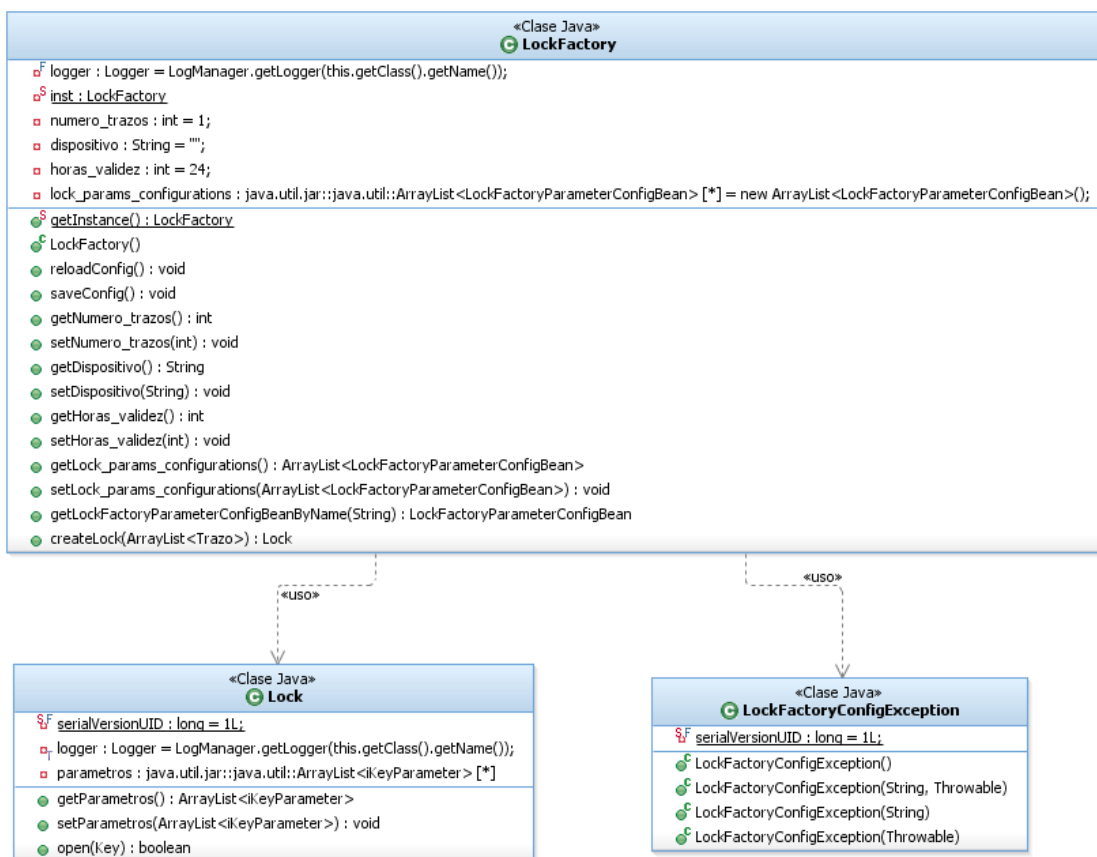 «Clase Java»
LockFactory
logger : Logger = LogManager.getLogger(this.getClass().getName());
inst : LockFactory
numero_trazos : int = 1;
dispositivo : String = "";
horas_validez : int = 24;
lock_params_configurations : java.util.jar::java.util::ArrayList<LockFactoryParameterConfigBean> [*] = new ArrayList<LockFactoryParameterConfigBean>();
getInstance() : LockFactory
LockFactory()
reloadConfig() : void
saveConfig() : void
getNumero_trazos() : int
setNumero_trazos(int) : void
getDispositivo() : String
setDispositivo(String) : void
getHoras_validez() : int
setHoras_validez(int) : void
getLock_params_configurations() : ArrayList<LockFactoryParameterConfigBean>
setLock_params_configurations(ArrayList<LockFactoryParameterConfigBean>) : void
getLockFactoryParameterConfigBeanByName(String) : LockFactoryParameterConfigBean
createLock(ArrayList<Trazo>) : Lock
«uso»
«uso»
«Clase Java»
Lock
serialVersionUID : long = 1L;
logger : Logger = LogManager.getLogger(this.getClass().getName());
parametros : java.util.jar::java.util::ArrayList<iKeyParameter> [*]
getParametros() : ArrayList<iKeyParameter>
setParametros(ArrayList<iKeyParameter>) : void
open(Key) : boolean
«Clase Java»
LockFactoryConfigException
serialVersionUID : long = 1L;
LockFactoryConfigException()
LockFactoryConfigException(String, Throwable)
LockFactoryConfigException(String)
LockFactoryConfigException(Throwable)